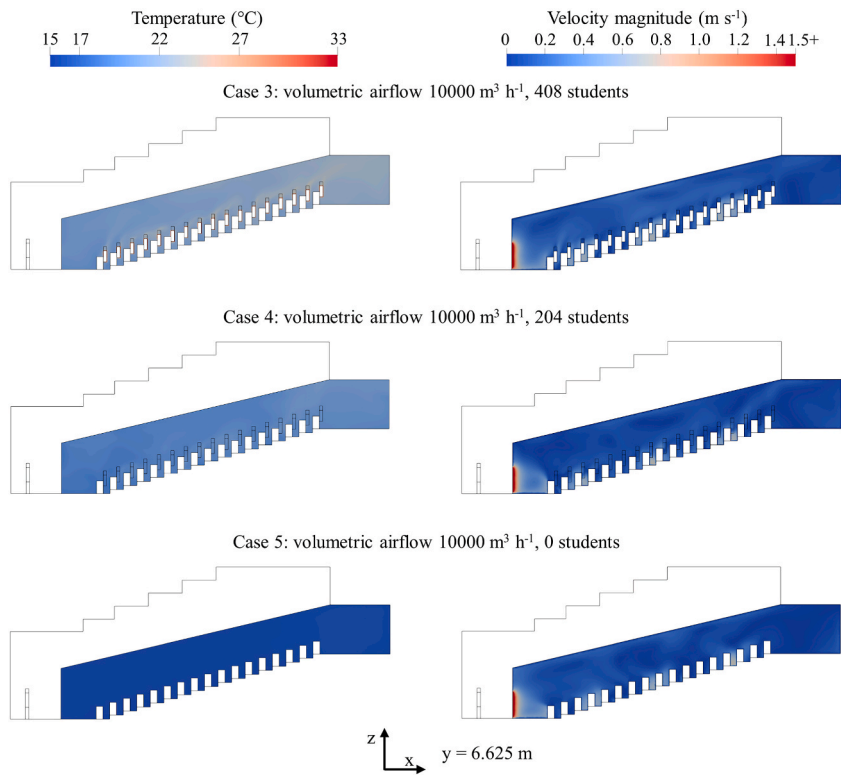 Temperature (°C)
15 17 22 27 33
Velocity magnitude (m s-1)
0 0.2 0.4 0.6 0.8 1.0 1.2 1.41.5+
Case 3: volumetric airflow 10000 m³ h-1, 408 students
Case 4: volumetric airflow 10000 m³ h-1, 204 students
Case 5: volumetric airflow 10000 m³ h-1, 0 students
z
x
y = 6.625 m